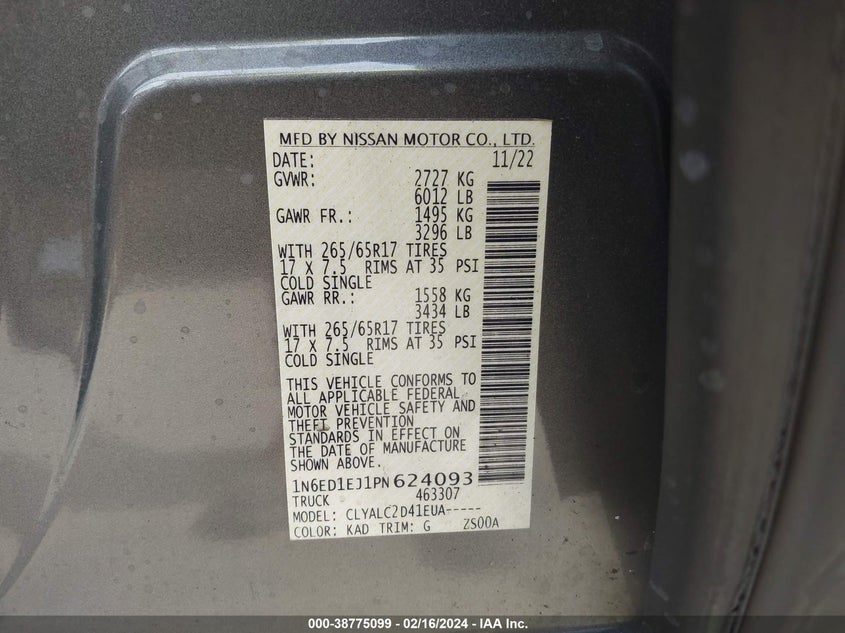 MFD BY NISSAN MOTOR CO., LTD.
DATE: 11/22
GVWR: 2727 KG
6012 LB
GAWR FR.: 1495 KG
3296 LB
WITH 265/65R17 TIRES
17 X 7.5 RIMS AT 35 PSI
COLD SINGLE
GAWR RR.: 1558 KG
3434 LB
WITH 265/65R17 TIRES
17 X 7.5 RIMS AT 35 PSI
COLD SINGLE
THIS VEHICLE CONFORMS TO
ALL APPLICABLE FEDERAL
MOTOR VEHICLE SAFETY AND
THEFT PREVENTION
STANDARDS IN EFFECT ON
THE DATE OF MANUFACTURE
SHOWN ABOVE.
1N6ED1EJ1PN624093
TRUCK 463307
MODEL: CLYALC2D41EUA-----
COLOR: KAD TRIM: G ZS00A
000-38775099 - 02/16/2024 - IAA Inc.